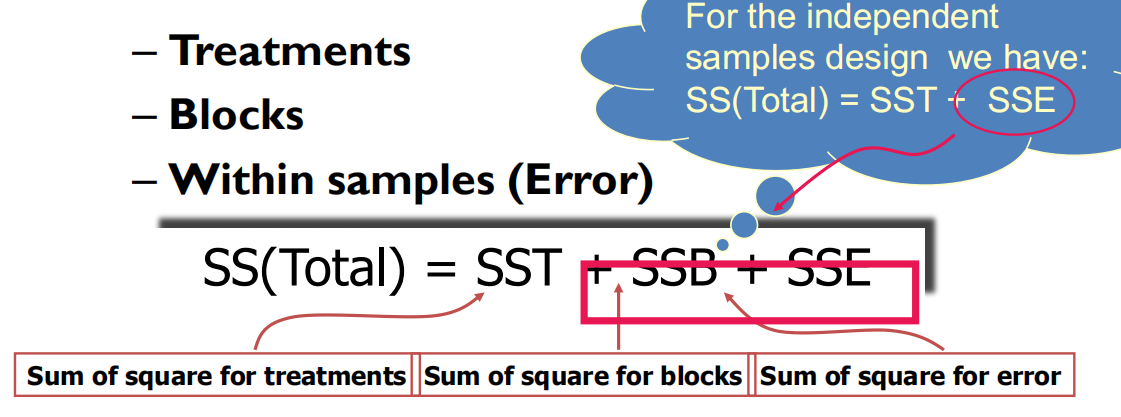 – Treatments
– Blocks
– Within samples (Error)
For the independent
samples design we have:
SS(Total) = SST + SSE
SS(Total) = SST + SSB + SSE
Sum of square for treatments
Sum of square for blocks
Sum of square for error